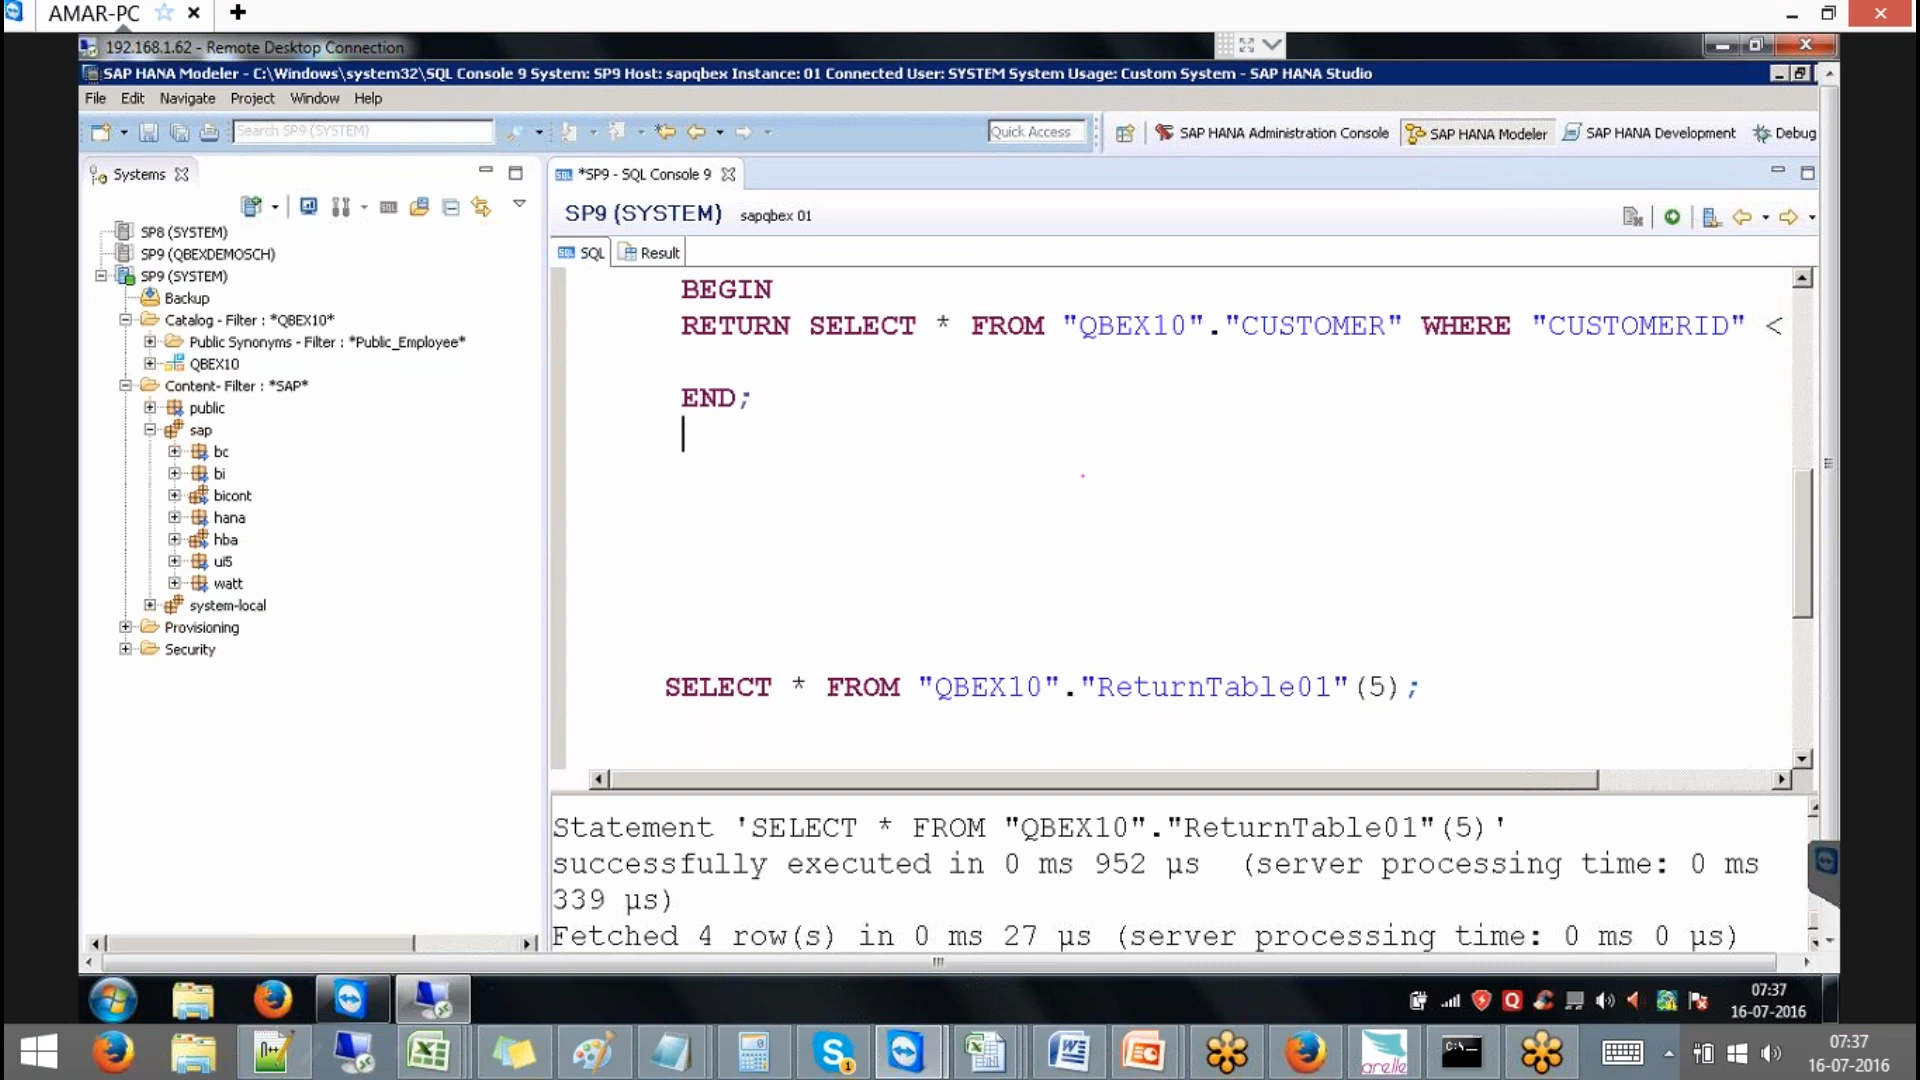 AMAR-PC
192.168.1.62 - Remote Desktop Connection
SAP HANA Modeler - C:\Windows\system32\SQL Console 9 System: SP9 Host: sapqbex Instance: 01 Connected User: SYSTEM System Usage: Custom System - SAP HANA Studio
File Edit Navigate Project Window Help
Search SP9 (SYSTEM)
Quick Access
SAP HANA Administration Console
SAP HANA Modeler
SAP HANA Development
Debug
Systems
*SP9 - SQL Console 9
SP9 (SYSTEM) sapqbex 01
SQL Result
SP8 (SYSTEM)
SP9 (QBEXDEMOSCH)
SP9 (SYSTEM)
Backup
Catalog - Filter : *QBEX10*
Public Synonyms - Filter : *Public_Employee*
QBEX10
Content- Filter : *SAP*
public
sap
bc
bi
bicont
hana
hba
ui5
watt
system-local
Provisioning
Security
BEGIN
RETURN SELECT * FROM "QBEX10"."CUSTOMER" WHERE "CUSTOMERID" <
END;
SELECT * FROM "QBEX10"."ReturnTable01"(5);
Statement 'SELECT * FROM "QBEX10"."ReturnTable01"(5)'
successfully executed in 0 ms 952 µs (server processing time: 0 ms
339 µs)
Fetched 4 row(s) in 0 ms 27 µs (server processing time: 0 ms 0 µs)
07:37
16-07-2016
07:37
16-07-2016